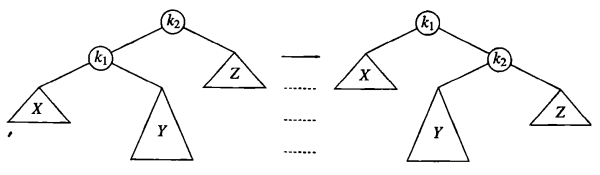 k₂ k₁
k₁ Z X k₂
X Y Y Z